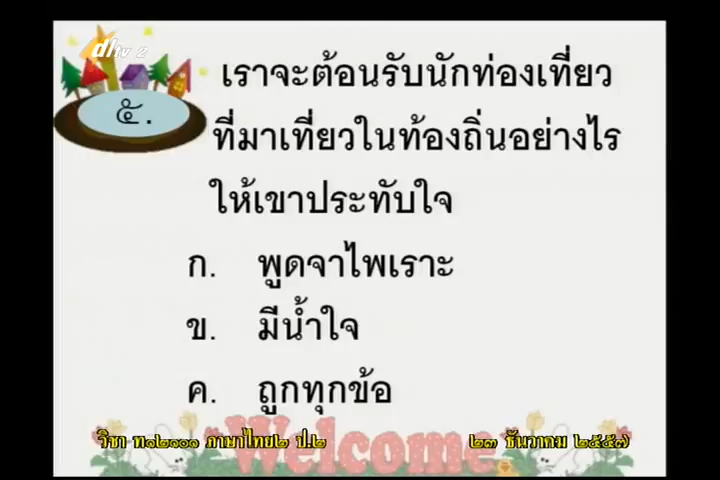 dltv 2
๕.
เราจะต้อนรับนักท่องเที่ยว
ที่มาเที่ยวในท้องถิ่นอย่างไร
ให้เขาประทับใจ
ก. พูดจาไพเราะ
ข. มีน้ำใจ
ค. ถูกทุกข้อ
Welcome
วิชา ท๑๒๑๐๑ ภาษาไทย๒ ป.๒
๒๓ ธันวาคม ๒๕๕๗